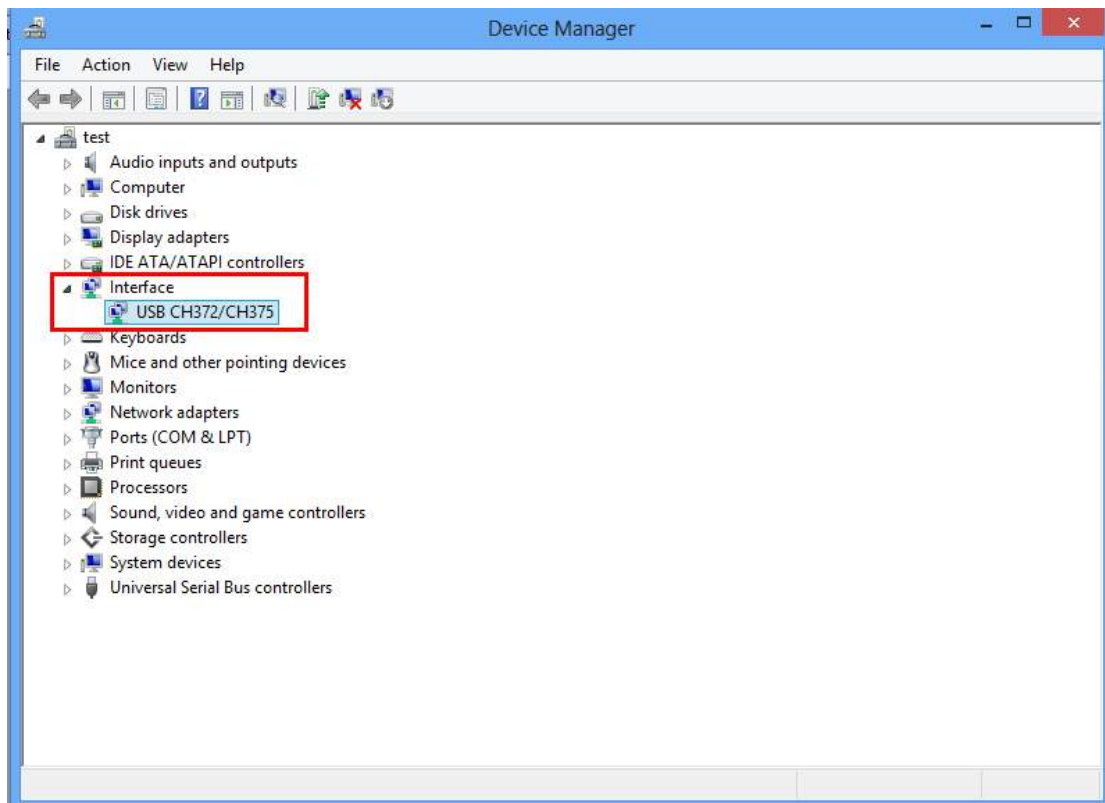 Device Manager
File Action View Help
test
Audio inputs and outputs
Computer
Disk drives
Display adapters
IDE ATA/ATAPI controllers
Interface
USB CH372/CH375
Keyboards
Mice and other pointing devices
Monitors
Network adapters
Ports (COM & LPT)
Print queues
Processors
Sound, video and game controllers
Storage controllers
System devices
Universal Serial Bus controllers